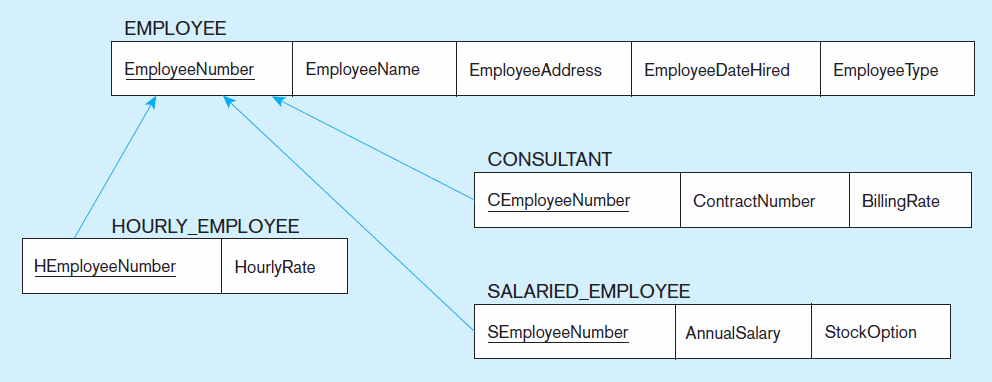 EMPLOYEE
EmployeeNumber EmployeeName EmployeeAddress EmployeeDateHired EmployeeType
CONSULTANT
CEmployeeNumber ContractNumber BillingRate
HOURLY_EMPLOYEE
HEmployeeNumber HourlyRate
SALARIED_EMPLOYEE
SEmployeeNumber AnnualSalary StockOption